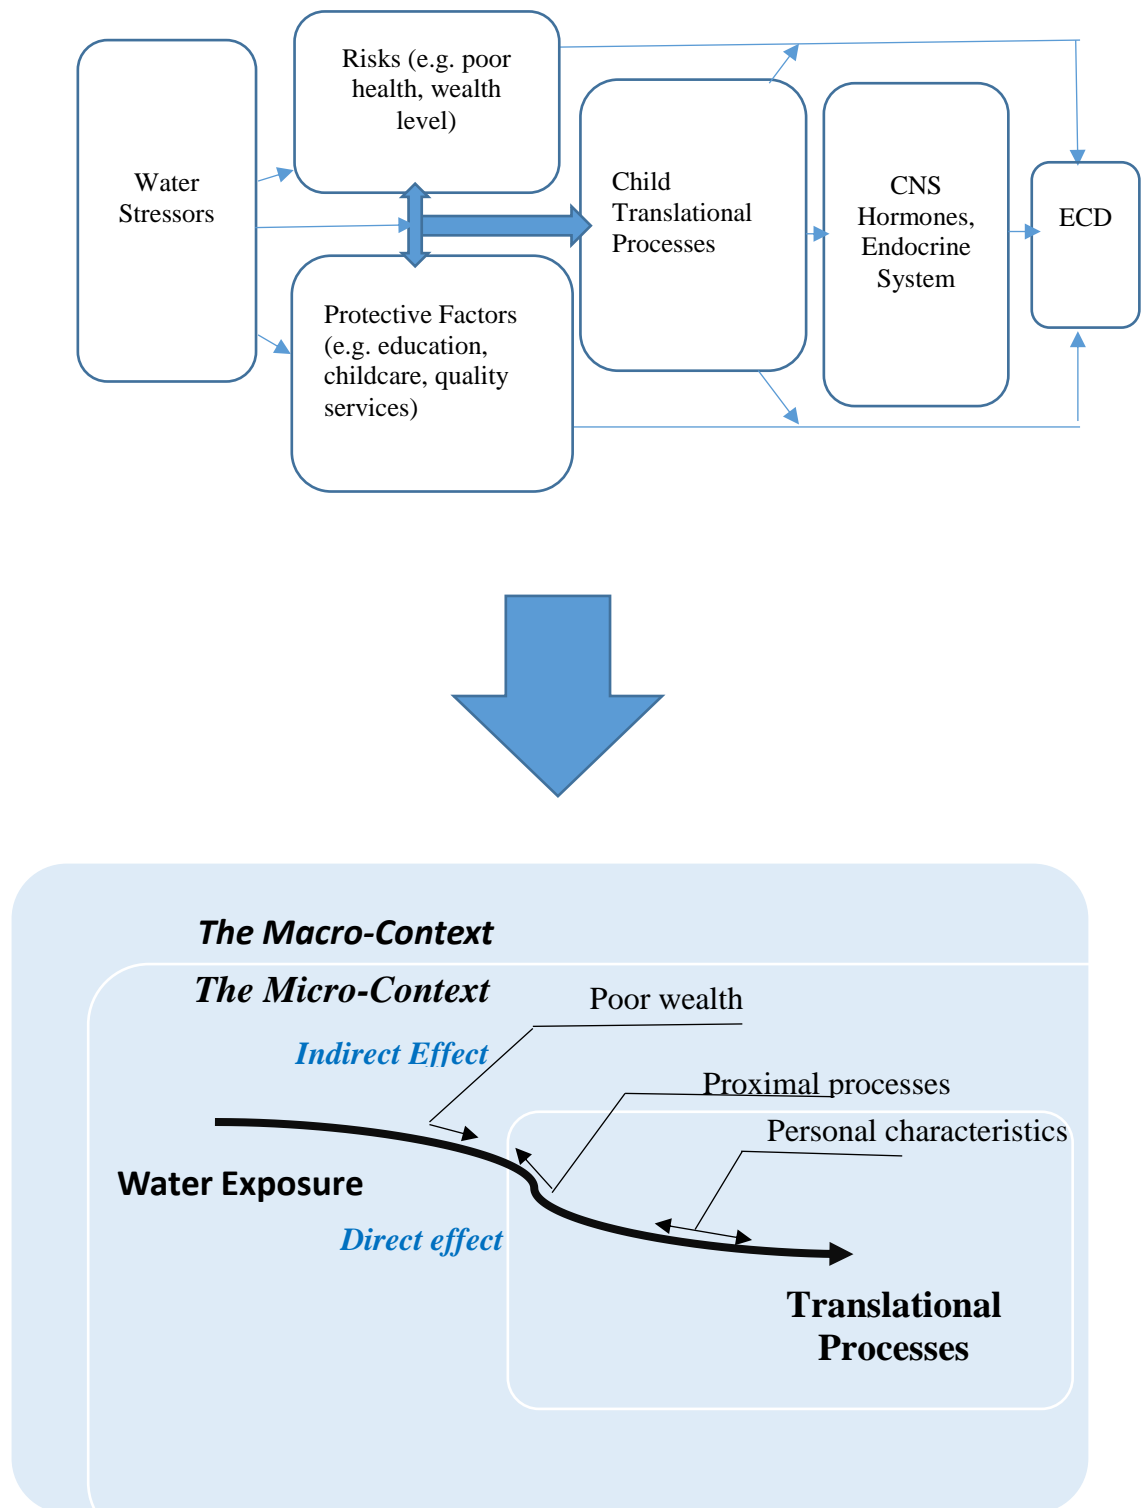 Risks (e.g. poor
health, wealth
level)
Water
Stressors
Child
Translational
Processes
CNS
Hormones,
Endocrine
System
ECD
Protective Factors
(e.g. education,
childcare, quality
services)
The Macro-Context
The Micro-Context
Poor wealth
Indirect Effect
Proximal processes
Personal characteristics
Water Exposure
Direct effect
Translational
Processes